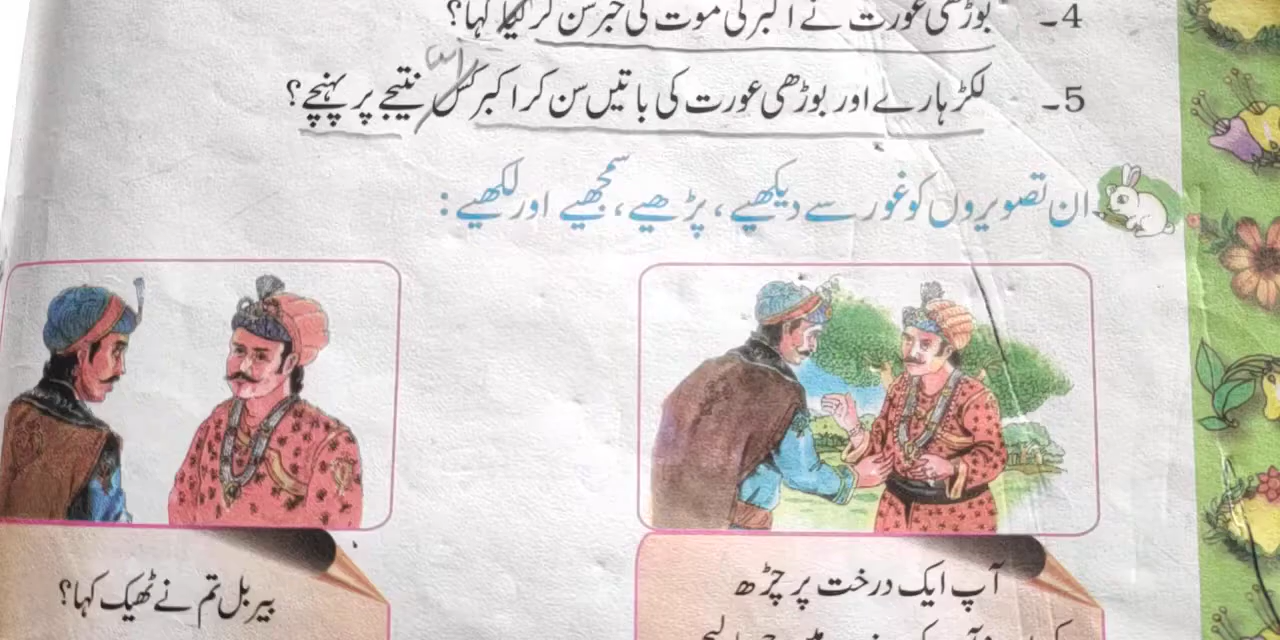 4۔ بوڑھی عورت نے اکبر کی موت کی خبر سن کر کیا کہا؟
5۔ لکڑہارے اور بوڑھی عورت کی باتیں سن کر اکبر کس نتیجے پر پہنچے؟
ان تصویروں کو غور سے دیکھیے، پڑھیے، سمجھیے اور لکھیے:
آپ ایک درخت پر چڑھ
بیربل تم نے ٹھیک کہا؟